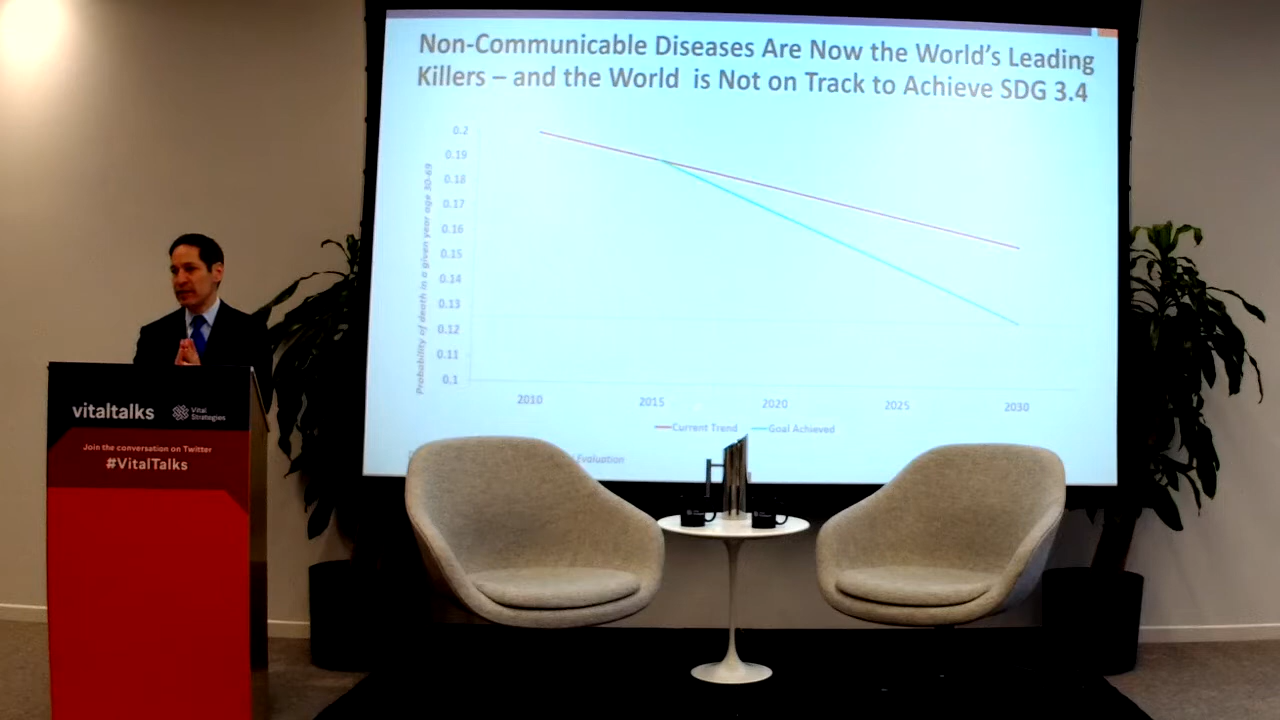 Non-Communicable Diseases Are Now the World's Leading
Killers – and the World is Not on Track to Achieve SDG 3.4
Probability of death in a given year age 30-69
0.2
0.19
0.18
0.17
0.16
0.15
0.14
0.13
0.12
0.11
0.1
2010
2015
2020
2025
2030
Current Trend
Goal Achieved
Evaluation
vitaltalks
Vital
Strategies
Join the conversation on Twitter
#VitalTalks